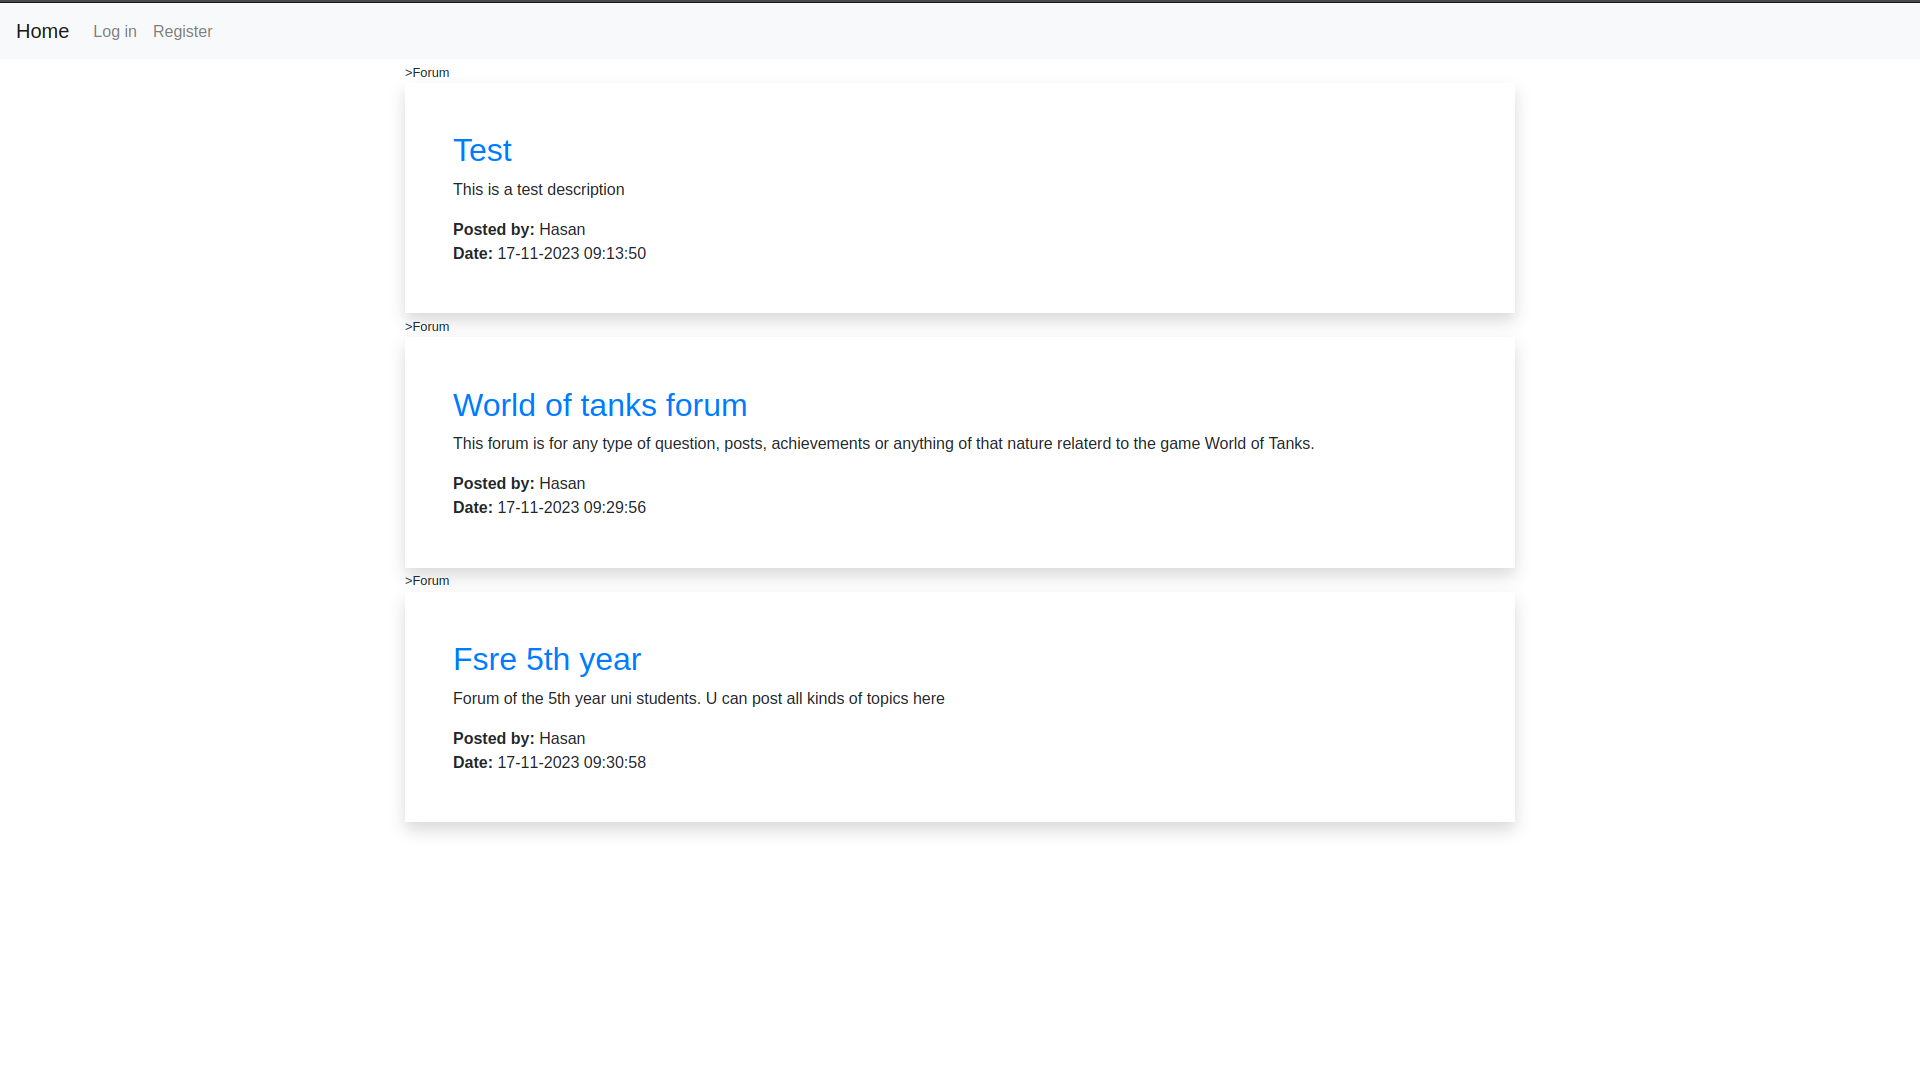 Home Log in Register
>Forum
Test
This is a test description
Posted by: Hasan
Date: 17-11-2023 09:13:50
>Forum
World of tanks forum
This forum is for any type of question, posts, achievements or anything of that nature relaterd to the game World of Tanks.
Posted by: Hasan
Date: 17-11-2023 09:29:56
>Forum
Fsre 5th year
Forum of the 5th year uni students. U can post all kinds of topics here
Posted by: Hasan
Date: 17-11-2023 09:30:58